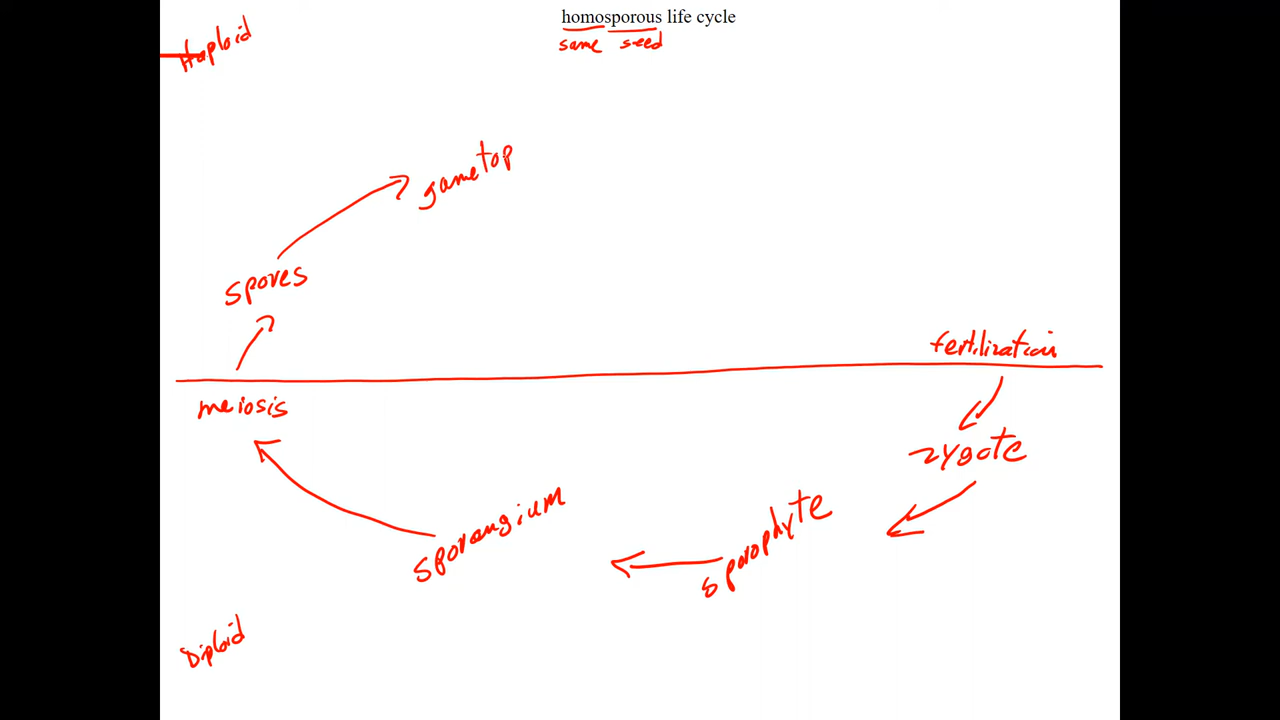 homosporous life cycle
same seed
Haploid
gametop
spores
fertilization
meiosis
zygote
sporangium
sporophyte
Diploid